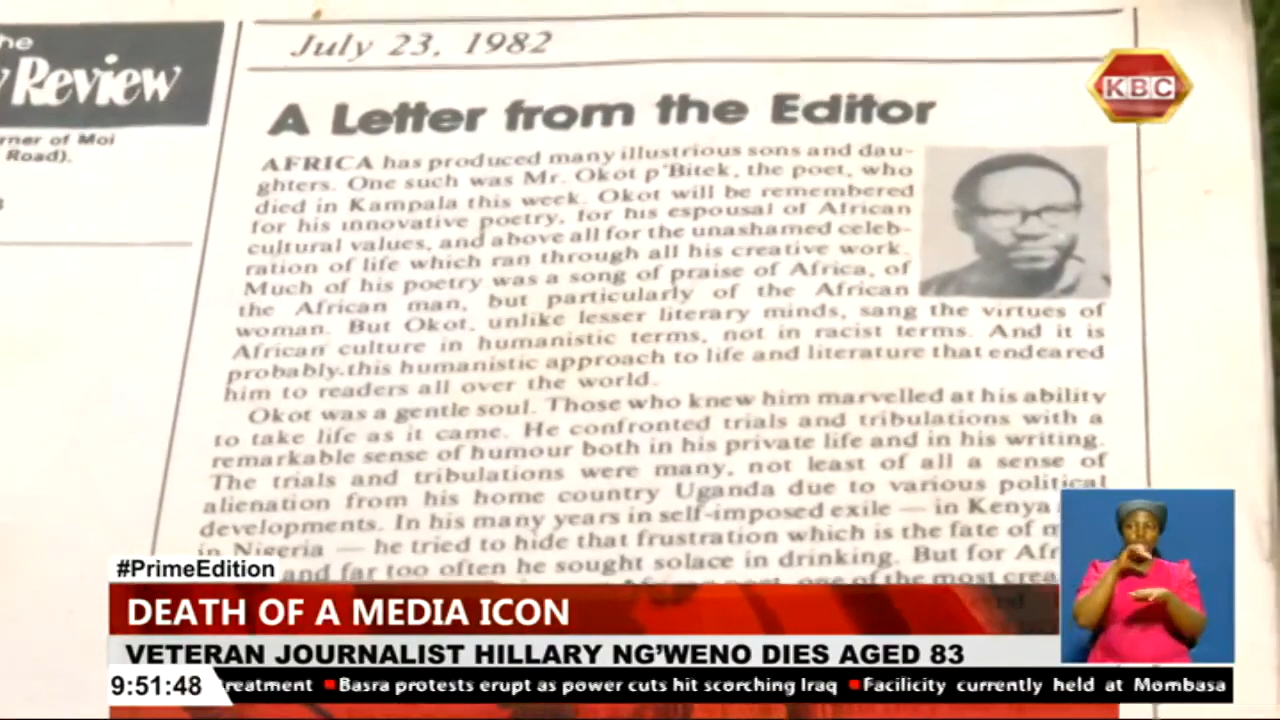 he
Review
rner of Moi
Road).
July 23, 1982
KBC
A Letter from the Editor
AFRICA has produced many illustrious sons and dau-
ghters. One such was Mr. Okot p'Bitek, the poet, who
died in Kampala this week. Okot will be remembered
for his innovative poetry, for his espousal of African
cultural values, and above all for the unashamed celeb-
ration of life which ran through all his creative work.
Much of his poetry was a song of praise of Africa, of
the African man, but particularly of the African
woman. But Okot, unlike lesser literary minds, sang the virtues of
African culture in humanistic terms, not in racist terms. And it is
probably.this humanistic approach to life and literature that endeared
him to readers all over the world.
Okot was a gentle soul. Those who knew him marvelled at his ability
to take life as it came. He confronted trials and tribulations with a
remarkable sense of humour both in his private life and in his writing.
The trials and tribulations were many, not least of all a sense of
alienation from his home country Uganda due to various political
developments. In his many years in self-imposed exile — in Kenya
in Nigeria — he tried to hide that frustration which is the fate of m
and far too often he sought solace in drinking. But for Afr
one of the most crea
#PrimeEdition
DEATH OF A MEDIA ICON
VETERAN JOURNALIST HILLARY NG'WENO DIES AGED 83
9:51:48 reatment Basra protests erupt as power cuts hit scorching Iraq Facilicity currently held at Mombasa